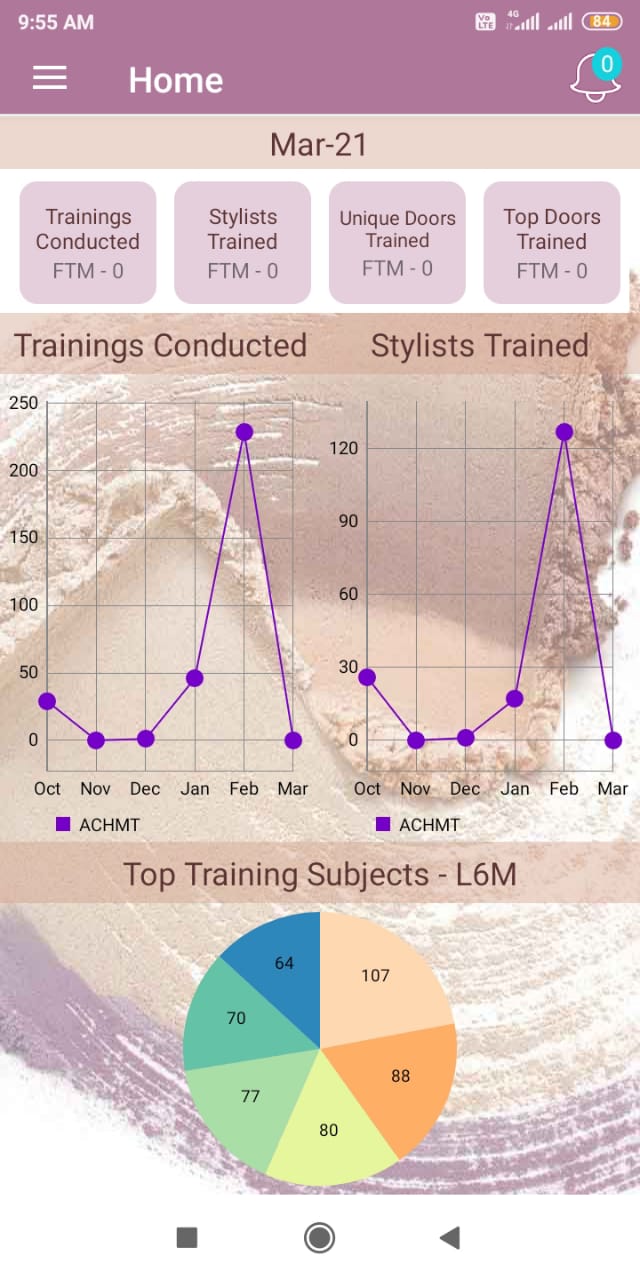 9:55 AM
Vo LTE 4G 84
Home
0
Mar-21
Trainings Conducted
FTM - 0
Stylists Trained
FTM - 0
Unique Doors Trained
FTM - 0
Top Doors Trained
FTM - 0
Trainings Conducted
Stylists Trained
250
200
150
100
50
0
Oct Nov Dec Jan Feb Mar
ACHMT
120
90
60
30
0
Oct Nov Dec Jan Feb Mar
ACHMT
Top Training Subjects - L6M
64
107
70
88
77
80